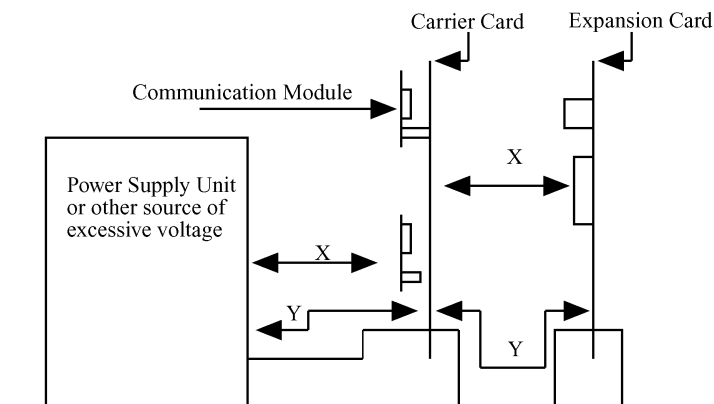 Carrier Card
Expansion Card
Communication Module
X
Power Supply Unit
or other source of
excessive voltage
X
Y
Y